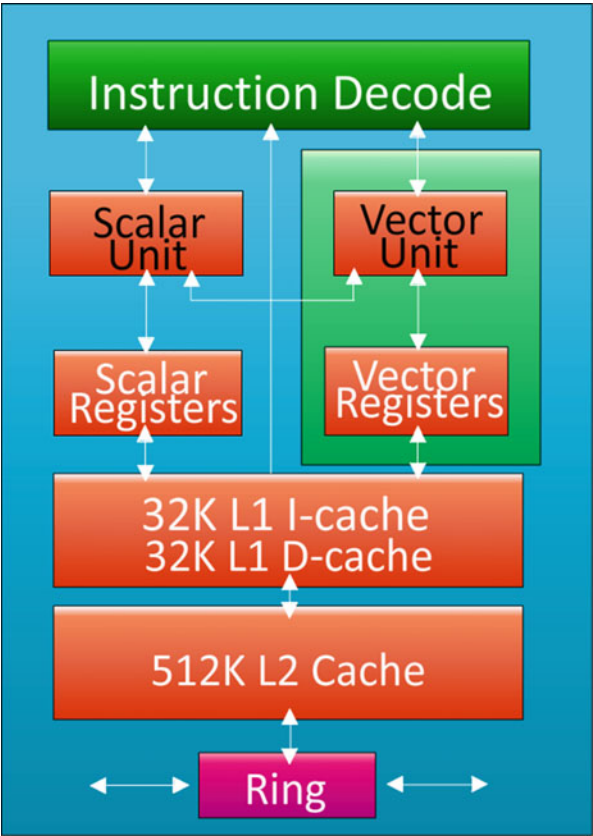 Instruction Decode
Scalar
Unit
Vector
Unit
Scalar
Registers
Vector
Registers
32K L1 I-cache
32K L1 D-cache
512K L2 Cache
Ring